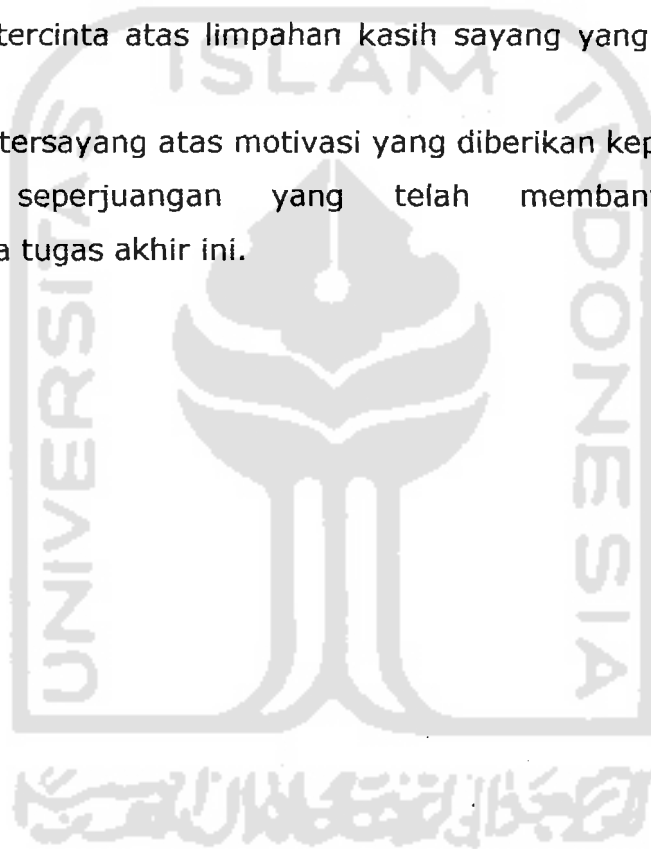 tercinta atas limpahan kasih sayang yang
ISLAM
tersayang atas motivasi yang diberikan kep
seperjuangan yang telah memban
a tugas akhir ini.
UNIVERSITAS
INDONESIA